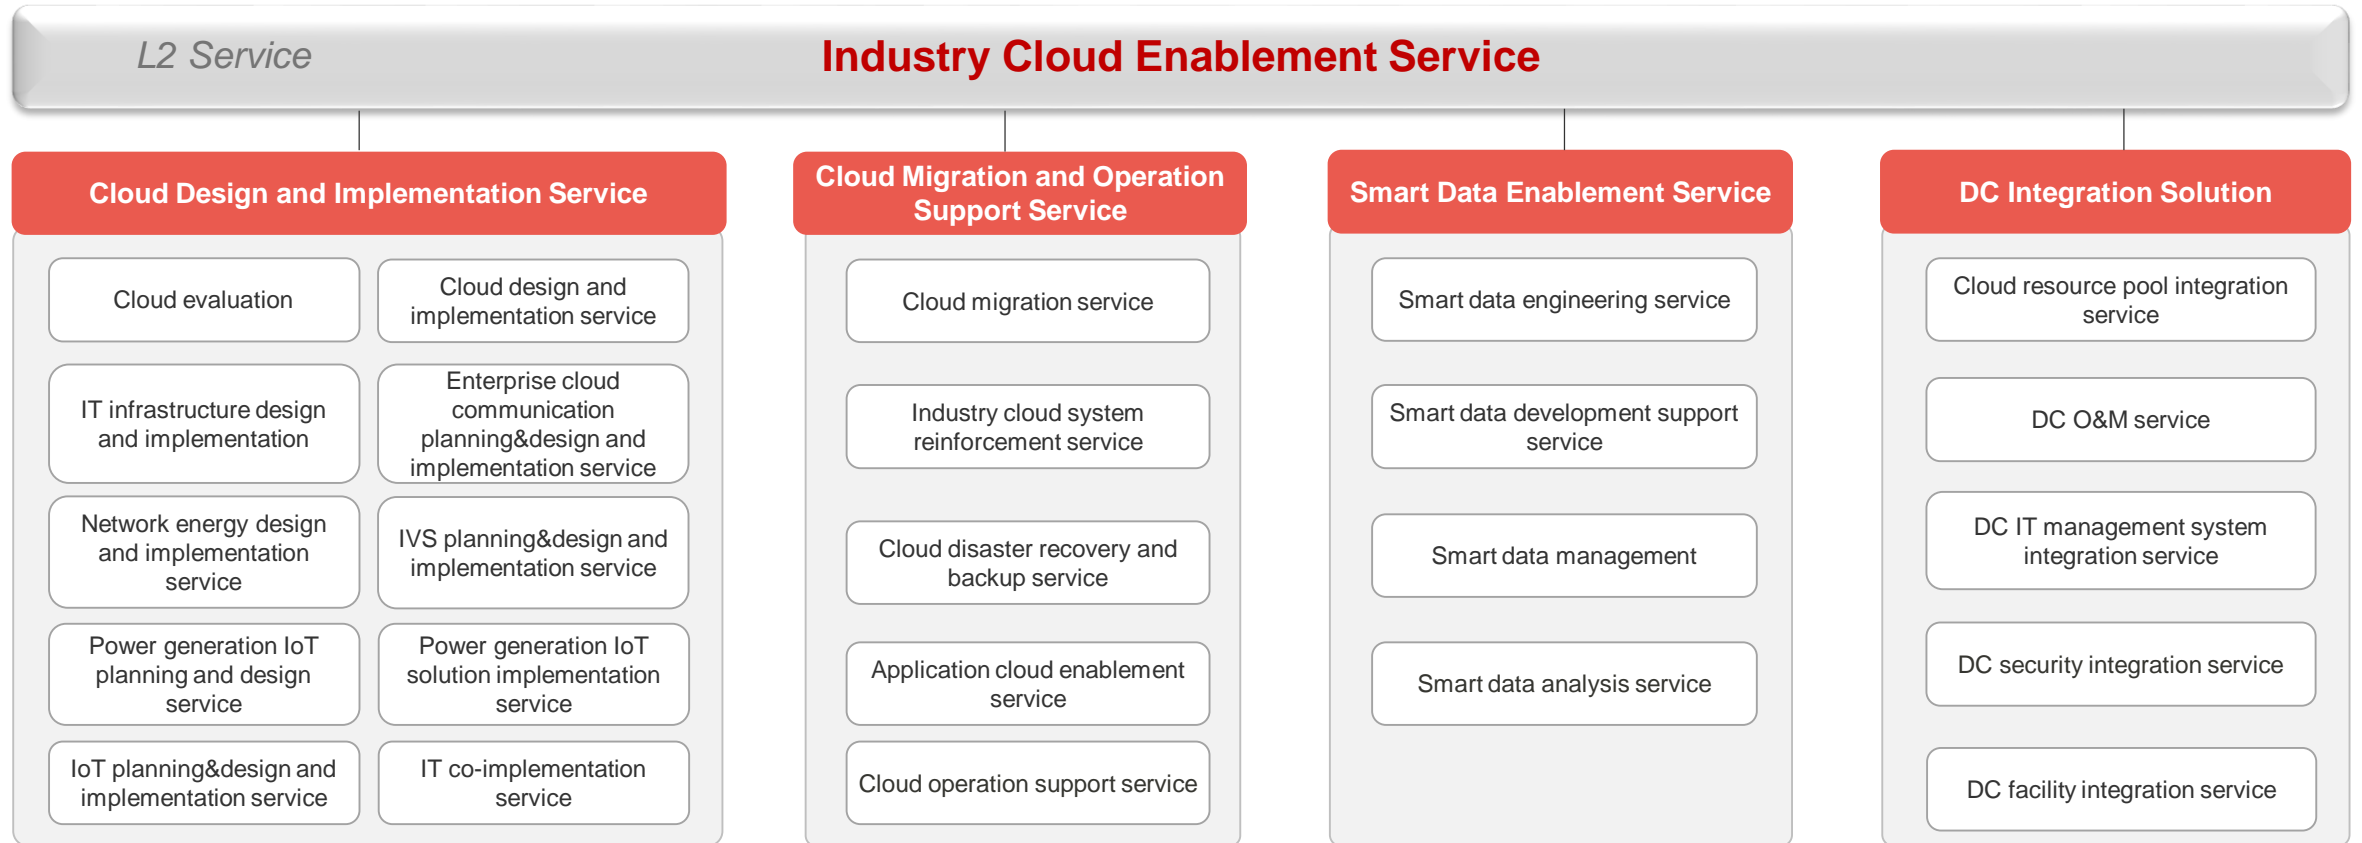 L2 Service
Industry Cloud Enablement Service
Cloud Design and Implementation Service
Cloud evaluation
Cloud design and
implementation service
IT infrastructure design
and implementation
Enterprise cloud
communication
planning&design and
implementation service
Network energy design
and implementation
service
IVS planning&design and
implementation service
Power generation IoT
planning and design
service
Power generation IoT
solution implementation
service
IoT planning&design and
implementation service
IT co-implementation
service
Cloud Migration and Operation
Support Service
Cloud migration service
Industry cloud system
reinforcement service
Cloud disaster recovery and
backup service
Application cloud enablement
service
Cloud operation support service
Smart Data Enablement Service
Smart data engineering service
Smart data development support
service
Smart data management
Smart data analysis service
DC Integration Solution
Cloud resource pool integration
service
DC O&M service
DC IT management system
integration service
DC security integration service
DC facility integration service